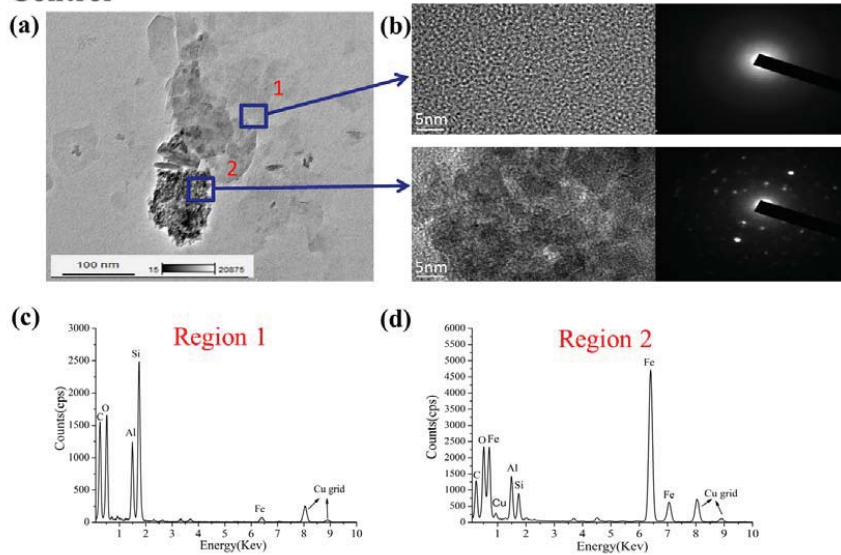 (a)
1
2
100 nm
15
20875
(b)
5nm
5nm
(c)
Region 1
Counts(cps)
3000
2500
2000
1500
1000
500
0
C
O
Al
Si
Fe
Cu grid
1 2 3 4 5 6 7 8 9 10
Energy(Kev)
(d)
Region 2
Counts(cps)
6000
5500
5000
4500
4000
3500
3000
2500
2000
1500
1000
500
0
C
O
Fe
Cu
Al
Si
Fe
Fe
Cu grid
1 2 3 4 5 6 7 8 9 10
Energy(Kev)